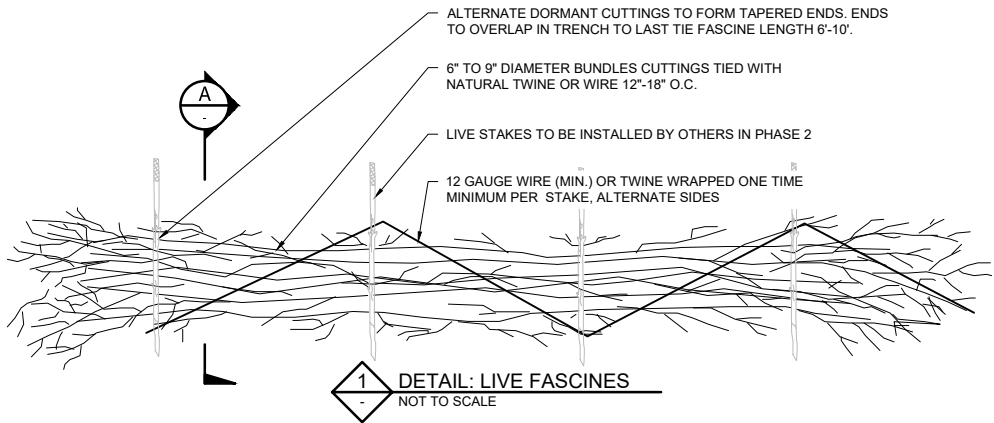 ALTERNATE DORMANT CUTTINGS TO FORM TAPERED ENDS. ENDS
TO OVERLAP IN TRENCH TO LAST TIE FASCINE LENGTH 6'-10'.
6" TO 9" DIAMETER BUNDLES CUTTINGS TIED WITH
NATURAL TWINE OR WIRE 12"-18" O.C.
A
-
LIVE STAKES TO BE INSTALLED BY OTHERS IN PHASE 2
12 GAUGE WIRE (MIN.) OR TWINE WRAPPED ONE TIME
MINIMUM PER STAKE, ALTERNATE SIDES
1
-
DETAIL: LIVE FASCINES
NOT TO SCALE